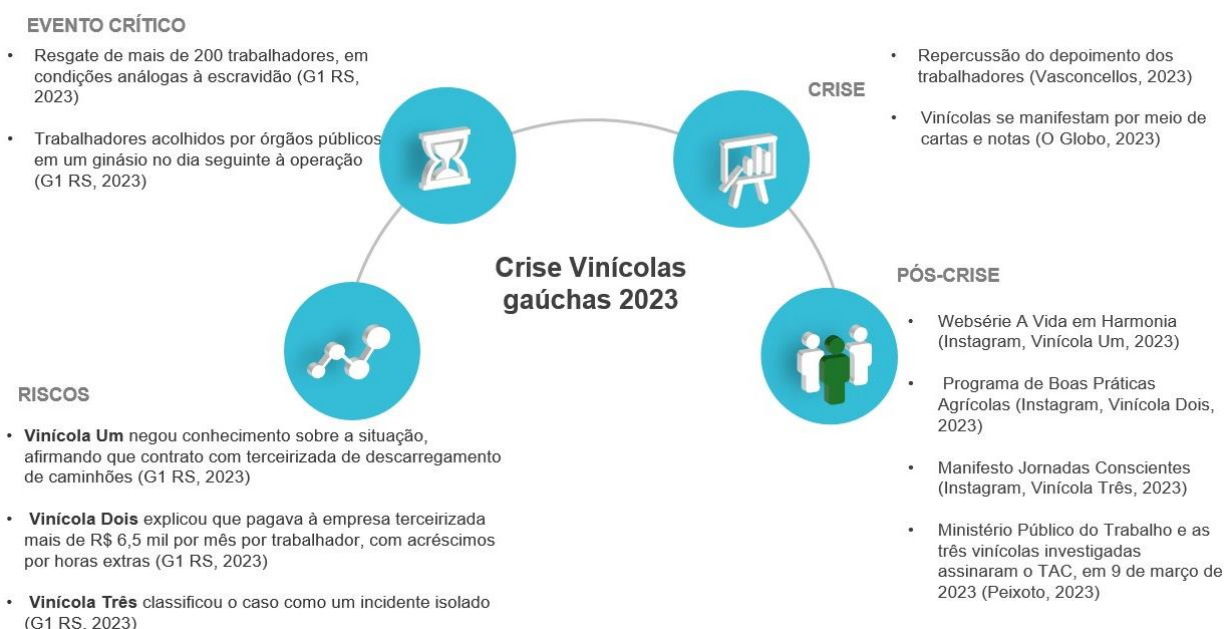 EVENTO CRÍTICO
• Resgate de mais de 200 trabalhadores, em
condições análogas à escravidão (G1 RS,
2023)
• Trabalhadores acolhidos por órgãos públicos
em um ginásio no dia seguinte à operação
(G1 RS, 2023)
CRISE
• Repercussão do depoimento dos
trabalhadores (Vasconcellos, 2023)
• Vinícolas se manifestam por meio de
cartas e notas (O Globo, 2023)
Crise Vinícolas
gaúchas 2023
RISCOS
• Vinícola Um negou conhecimento sobre a situação,
afirmando que contrato com terceirizada de descarregamento
de caminhões (G1 RS, 2023)
• Vinícola Dois explicou que pagava à empresa terceirizada
mais de R$ 6,5 mil por mês por trabalhador, com acréscimos
por horas extras (G1 RS, 2023)
• Vinícola Três classificou o caso como um incidente isolado
(G1 RS, 2023)
PÓS-CRISE
• Websérie A Vida em Harmonia
(Instagram, Vinícola Um, 2023)
• Programa de Boas Práticas
Agrícolas (Instagram, Vinícola Dois,
2023)
• Manifesto Jornadas Conscientes
(Instagram, Vinícola Três, 2023)
• Ministério Público do Trabalho e as
três vinícolas investigadas
assinaram o TAC, em 9 de março de
2023 (Peixoto, 2023)